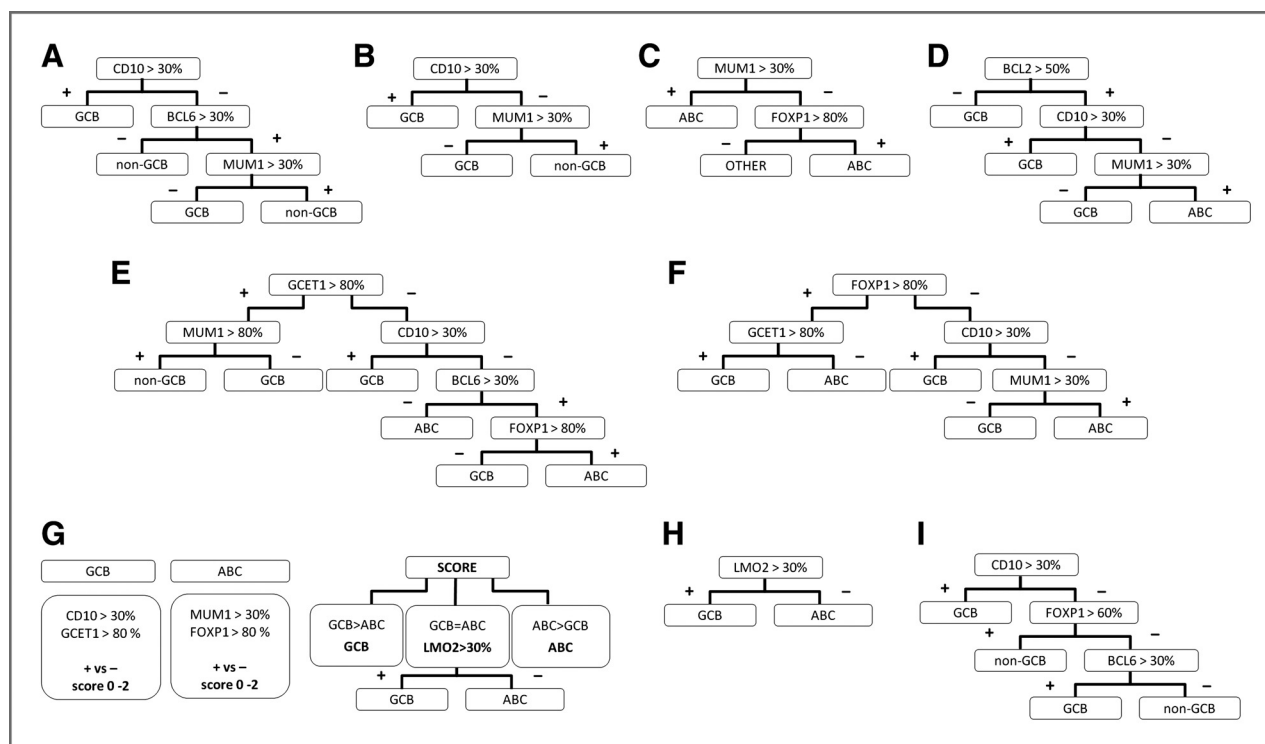 A
CD10 > 30%
+
–
GCB
BCL6 > 30%
–
+
non-GCB
MUM1 > 30%
–
+
GCB
non-GCB
B
CD10 > 30%
+
–
GCB
MUM1 > 30%
–
+
GCB
non-GCB
C
MUM1 > 30%
+
–
ABC
FOXP1 > 80%
–
+
OTHER
ABC
D
BCL2 > 50%
–
+
GCB
CD10 > 30%
+
–
GCB
MUM1 > 30%
–
+
GCB
ABC
E
GCET1 > 80%
+
–
MUM1 > 80%
CD10 > 30%
+
–
+
–
non-GCB
GCB
GCB
BCL6 > 30%
–
+
ABC
FOXP1 > 80%
–
+
GCB
ABC
F
FOXP1 > 80%
+
–
GCET1 > 80%
CD10 > 30%
+
–
+
–
GCB
ABC
GCB
MUM1 > 30%
–
+
GCB
ABC
G
GCB
ABC
CD10 > 30%
GCET1 > 80 %
+ vs –
score 0 -2
MUM1 > 30%
FOXP1 > 80 %
+ vs –
score 0 -2
SCORE
GCB>ABC
GCB
GCB=ABC
LMO2>30%
ABC>GCB
ABC
+
–
GCB
ABC
H
LMO2 > 30%
+
–
GCB
ABC
I
CD10 > 30%
+
–
GCB
FOXP1 > 60%
+
–
non-GCB
BCL6 > 30%
+
–
GCB
non-GCB